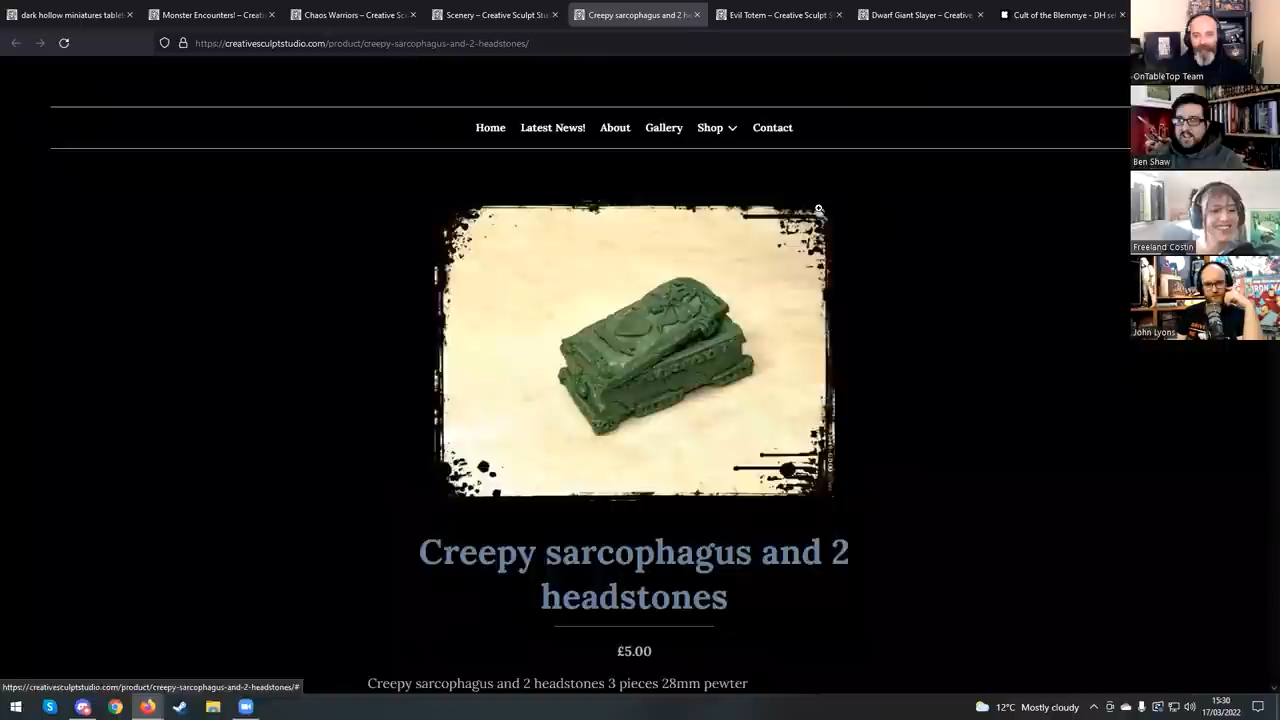 dark hollow miniatures tablet
Monster Encounters! – Creati
Chaos Warriors – Creative Sc
Scenery – Creative Sculpt Stu
Creepy sarcophagus and 2 h
Evil Totem – Creative Sculpt S
Dwarf Giant Slayer – Creative
Cult of the Blemmye - DH se
https://creativesculptstudio.com/product/creepy-sarcophagus-and-2-headstones/
OnTableTop Team
Home Latest News! About Gallery Shop Contact
Ben Shaw
Freeland Costin
John Lyons
Creepy sarcophagus and 2
headstones
£5.00
Creepy sarcophagus and 2 headstones 3 pieces 28mm pewter
https://creativesculptstudio.com/product/creepy-sarcophagus-and-2-headstones/#
12°C Mostly cloudy
15:30
17/03/2022